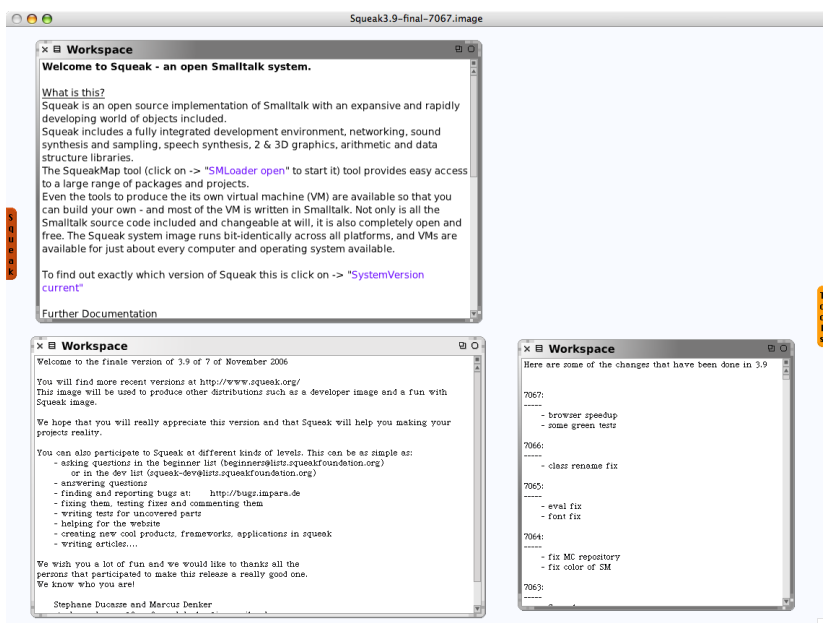 Squeak3.9-final-7067.image
Workspace
Welcome to Squeak - an open Smalltalk system.
What is this?
Squeak is an open source implementation of Smalltalk with an expansive and rapidly
developing world of objects included.
Squeak includes a fully integrated development environment, networking, sound
synthesis and sampling, speech synthesis, 2 & 3D graphics, arithmetic and data
structure libraries.
The SqueakMap tool (click on -> "SMLoader open" to start it) tool provides easy access
to a large range of packages and projects.
Even the tools to produce the its own virtual machine (VM) are available so that you
can build your own - and most of the VM is written in Smalltalk. Not only is all the
Smalltalk source code included and changeable at will, it is also completely open and
free. The Squeak system image runs bit-identically across all platforms, and VMs are
available for just about every computer and operating system available.
To find out exactly which version of Squeak this is click on -> "SystemVersion
current"
Further Documentation
Squeak
Workspace
Welcome to the finale version of 3.9 of 7 of November 2006
You will find more recent versions at http://www.squeak.org/
This image will be used to produce other distributions such as a developer image and a fun with
Squeak image.
We hope that you will really appreciate this version and that Squeak will help you making your
projects reality.
You can also participate to Squeak at different kinds of levels. This can be as simple as:
- asking questions in the beginner list (beginners@lists.squeakfoundation.org)
or in the dev list (squeak-dev@lists.squeakfoundation.org)
- answering questions
- finding and reporting bugs at: http://bugs.impara.de
- fixing them, testing fixes and commenting them
- writing tests for uncovered parts
- helping for the website
- creating new cool products, frameworks, applications in squeak
- writing articles....
We wish you a lot of fun and we would like to thanks all the
persons that participated to make this release a really good one.
We know who you are!
Stephane Ducasse and Marcus Denker
Workspace
Here are some of the changes that have been done in 3.9
7067:
-----
- browser speedup
- some green tests
7066:
-----
- class rename fix
7065:
-----
- eval fix
- font fix
7064:
-----
- fix MC repository
- fix color of SM
7063:
-----